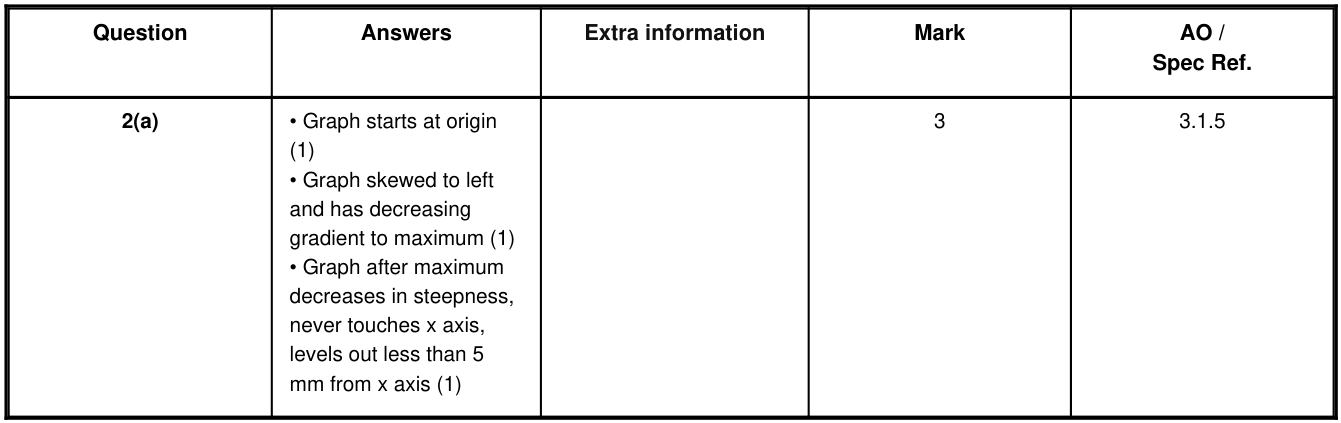 Question Answers Extra information Mark AO /
Spec Ref.
2(a) • Graph starts at origin 3 3.1.5
(1)
• Graph skewed to left
and has decreasing
gradient to maximum (1)
• Graph after maximum
decreases in steepness,
never touches x axis,
levels out less than 5
mm from x axis (1)